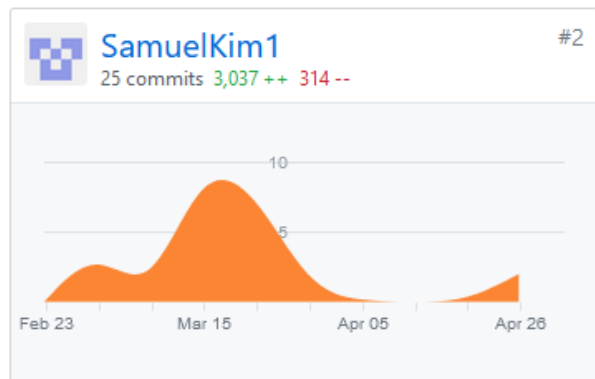 SamuelKim1
#2
25 commits 3,037 ++ 314 --
10
5
Feb 23 Mar 15 Apr 05 Apr 26